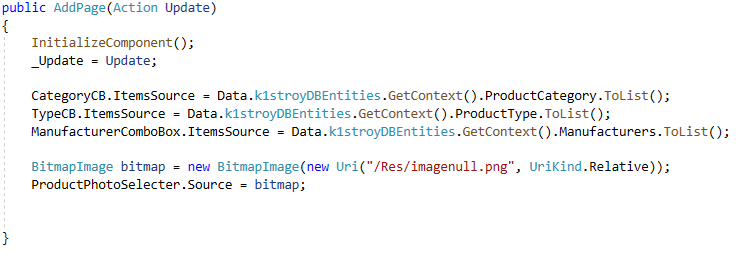 public AddPage(Action Update)
{
InitializeComponent();
_Update = Update;
CategoryCB.ItemsSource = Data.k1stroyDBEntities.GetContext().ProductCategory.ToList();
TypeCB.ItemsSource = Data.k1stroyDBEntities.GetContext().ProductType.ToList();
ManufacturerComboBox.ItemsSource = Data.k1stroyDBEntities.GetContext().Manufacturers.ToList();
BitmapImage bitmap = new BitmapImage(new Uri("/Res/imagenull.png", UriKind.Relative));
ProductPhotoSelecter.Source = bitmap;
}